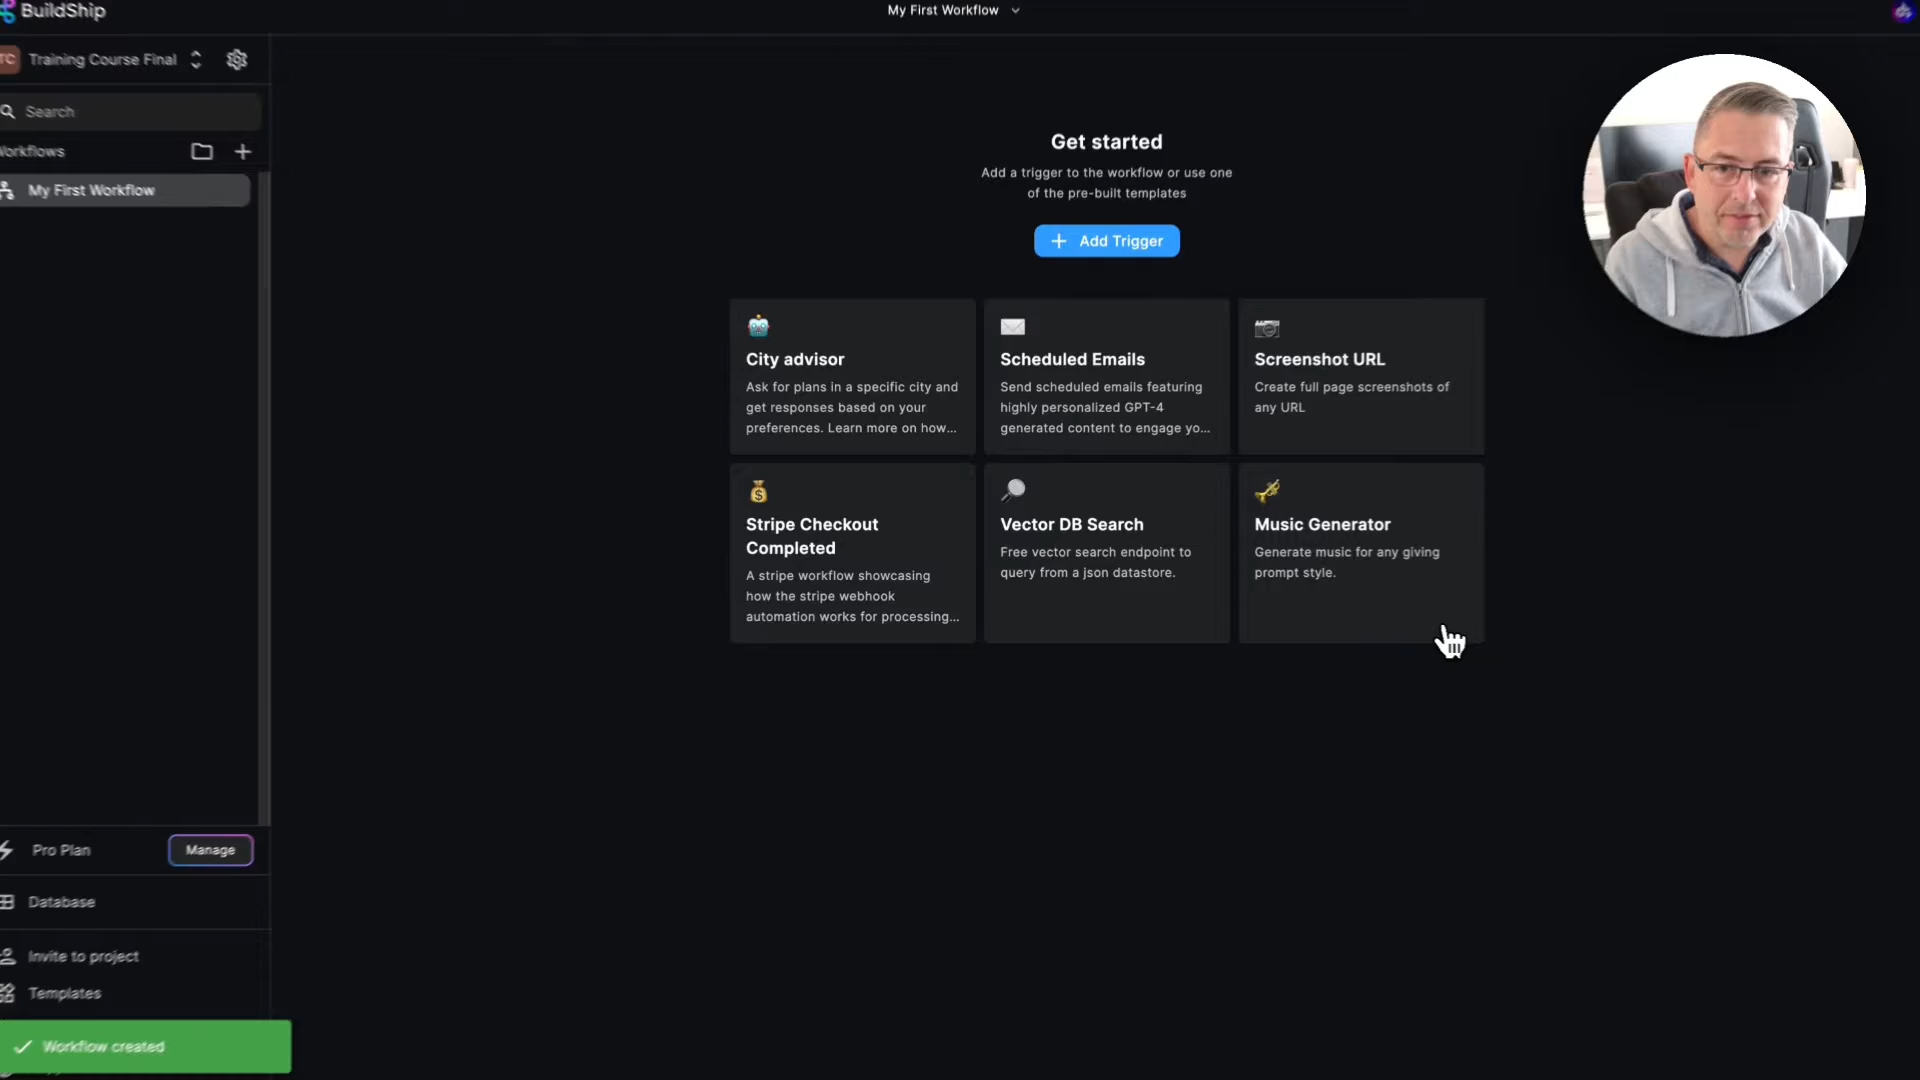 BuildShip
My First Workflow
TC
Training Course Final
Search
Workflows
My First Workflow
Get started
Add a trigger to the workflow or use one
of the pre-built templates
Add Trigger
City advisor
Ask for plans in a specific city and
get responses based on your
preferences. Learn more on how...
Scheduled Emails
Send scheduled emails featuring
highly personalized GPT-4
generated content to engage yo...
Screenshot URL
Create full page screenshots of
any URL
Stripe Checkout
Completed
A stripe workflow showcasing
how the stripe webhook
automation works for processing...
Vector DB Search
Free vector search endpoint to
query from a json datastore.
Music Generator
Generate music for any giving
prompt style.
Pro Plan
Manage
Database
Invite to project
Templates
Workflow created